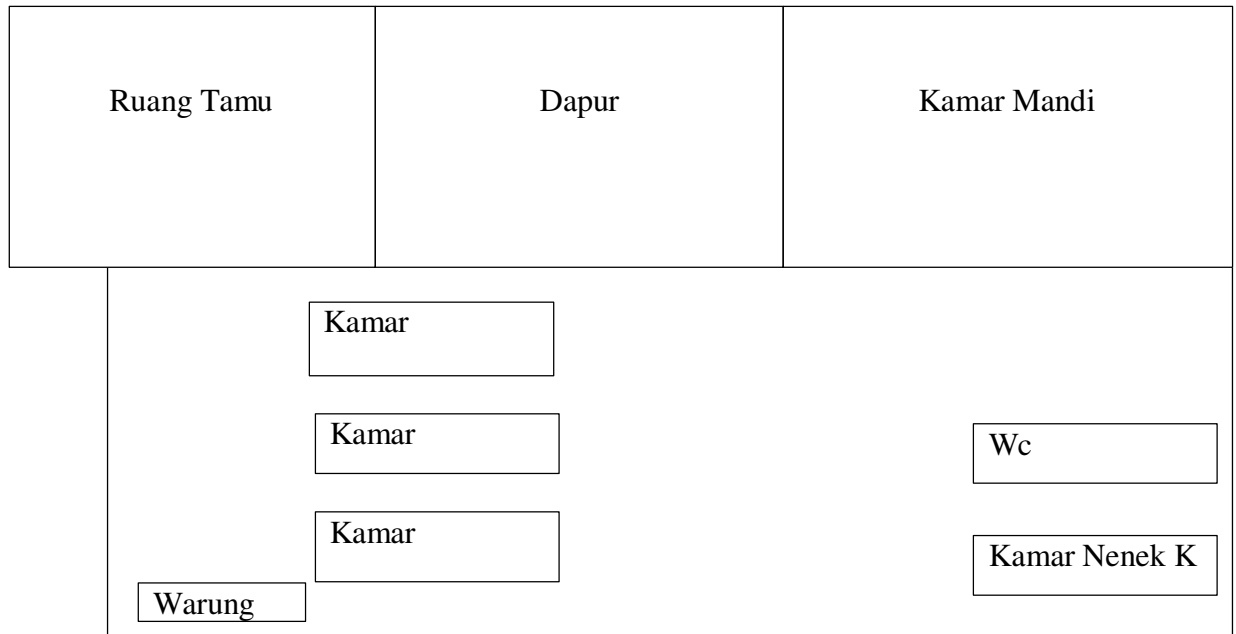 Ruang Tamu
Dapur
Kamar Mandi
Kamar
Kamar
Wc
Kamar
Kamar Nenek K
Warung